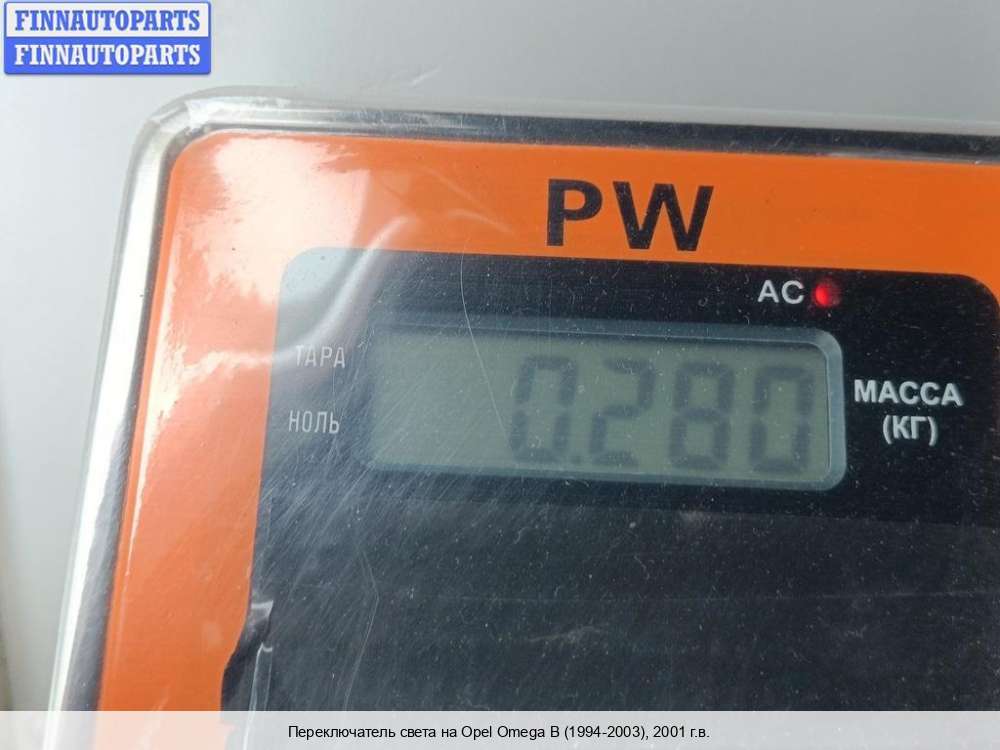 FINNAUTOPARTS
FINNAUTOPARTS
PW
AC
ТАРА
НОЛЬ
0.280
МАССА
(КГ)
Переключатель света на Opel Omega B (1994-2003), 2001 г.в.